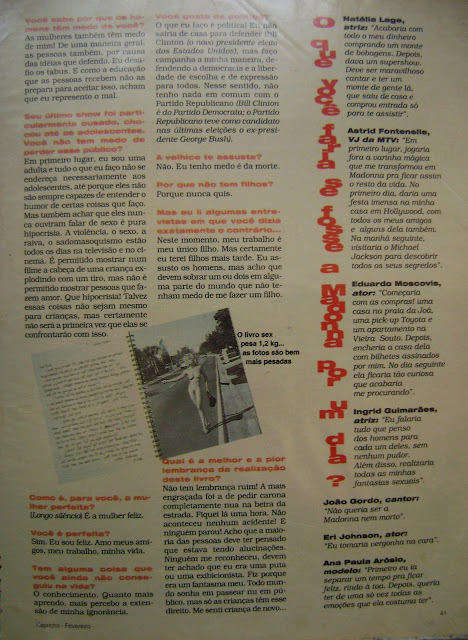 Você sabe por que os ho-
mens têm medo de você?
As mulheres também têm medo
de mim! De uma maneira geral,
as pessoas também, por causa
das idéias que defendo. Eu desa-
fio os tabus. E como a educação
que as pessoas recebem não as
prepara para aceitar isso, acham
que eu represento o mal.
Seu último show foi parti-
cularmente ousado, cho-
cou até os adolescentes.
Você não tem medo de
perder esse público?
Em primeiro lugar, eu sou uma
adulta e tudo o que eu faço não se
endereça necessariamente aos
adolescentes, até porque eles não
são sempre capazes de entender o
humor de certas coisas que faço.
Mas também achar que eles nun-
ca ouviram falar de sexo é pura
hipocrisia. A violência, o sexo, a
raiva, o sadomasoquismo estão
todos os dias na televisão e no ci-
nema. É permitido mostrar num
filme a cabeça de uma criança ex-
plodindo com um tiro, mas não é
permitido mostrar pessoas que fa-
zem amor. Que hipocrisia! Talvez
essas coisas não sejam mesmo
para crianças, mas certamente
não será a primeira vez que elas se
confrontarão com isso.
Como é, para você, a mu-
lher perfeita?
(Longo silêncio) É a mulher feliz.
Você é perfeita?
Sim. Eu sou feliz. Amo meus ami-
gos, meu trabalho, minha vida.
Tem alguma coisa que
você ainda não conse-
guiu na vida?
O conhecimento. Quanto mais
aprendo, mais percebo a exten-
são de minha ignorância.
Você gosta de política?
O que eu faço é política! Eu não
sairia de casa para defender Bill
Clinton (o novo presidente eleito
dos Estados Unidos), mas faço
campanha a minha maneira, de-
fendendo a democracia e a liber-
dade de escolha e de expressão
para todos. Nesse sentido, não
tenho nada em comum com o
Partido Republicano (Bill Clinton
é do Partido Democrata; o Partido
Republicano teve como candidato
nas últimas eleições o ex-presi-
dente George Bush).
A velhice te assusta?
Não. Eu tenho medo é da morte.
Por que não tem filhos?
Porque nunca quis.
Mas eu li algumas entre-
vistas em que você dizia
exatamente o contrário...
Neste momento, meu trabalho é
meu único filho. Mas certamente
eu terei filhos mais tarde. Eu as-
susto os homens, mas acho que
devem sobrar um ou dois em algu-
ma parte do mundo que não te-
nham medo de me fazer um filho.
O livro sex
pesa 1,2 kg...
as fotos são bem
mais pesadas
Qual é a melhor e a pior
lembrança da realização
deste livro?
Não tem lembrança ruim! A mais
engraçada foi a de pedir carona
completamente nua na beira da
estrada. Fiquei lá uma hora. Não
aconteceu nenhum acidente! E
ninguém parou! Acho que a maio-
ria das pessoas deve ter pensado
que estava tendo alucinações.
Ninguém me reconheceu, devem
ter achado que eu era uma puta
ou uma exibicionista. Fiz porque
era um fantasma meu. Todo mun-
do sonha em passear nu em pú-
blico, mas só as crianças têm esse
direito. Me senti criança de novo...
O que você faria se fosse a Madonna por um dia?
Natália Lage,
atriz: "Acabaria com
todo o meu dinheiro
comprando um monte
de bobagens. Depois,
dava um supershow.
Deve ser maravilhoso
cantar e ter um
monte de gente lá,
que saiu de casa e
comprou entrada só
para te assistir".
Astrid Fontenelle,
VJ da MTV: "Em
primeiro lugar, jogaria
fora a varinha mágica
que me transformou em
Madonna pra ficar assim
o resto da vida. No
primeiro dia, daria uma
festa imensa na minha
casa em Hollywood, com
todos os meus amigos
e alguns dela também.
Na manhã seguinte,
visitaria o Michael
Jackson para descobrir
todos os seus segredos".
Eduardo Moscovis,
ator: "Começaria
com as compras! uma
casa na praia da Joá,
uma pick-up Toyota e
um apartamento na
Vieira Souto. Depois,
encheria a casa dela
com bilhetes assinados
por mim. No dia seguinte
ela ficaria tão curiosa
que acabaria
me procurando".
Ingrid Guimarães,
atriz: "Eu falaria
tudo que penso
dos homens para
cada um deles, sem
nenhum pudor.
Além disso, realizaria
todas as minhas
fantasias sexuais".
João Gordo, cantor:
"Não queria ser a
Madonna nem morto".
Eri Johnson, ator:
"Eu tomaria vergonha na cara".
Ana Paula Arósio,
modelo: "Primeiro eu ia
separar um tempo pra ficar
feliz, rindo à toa. Depois, queria
ter de uma só vez todas as
emoções que ela costuma ter".
Capricho - Fevereiro
41